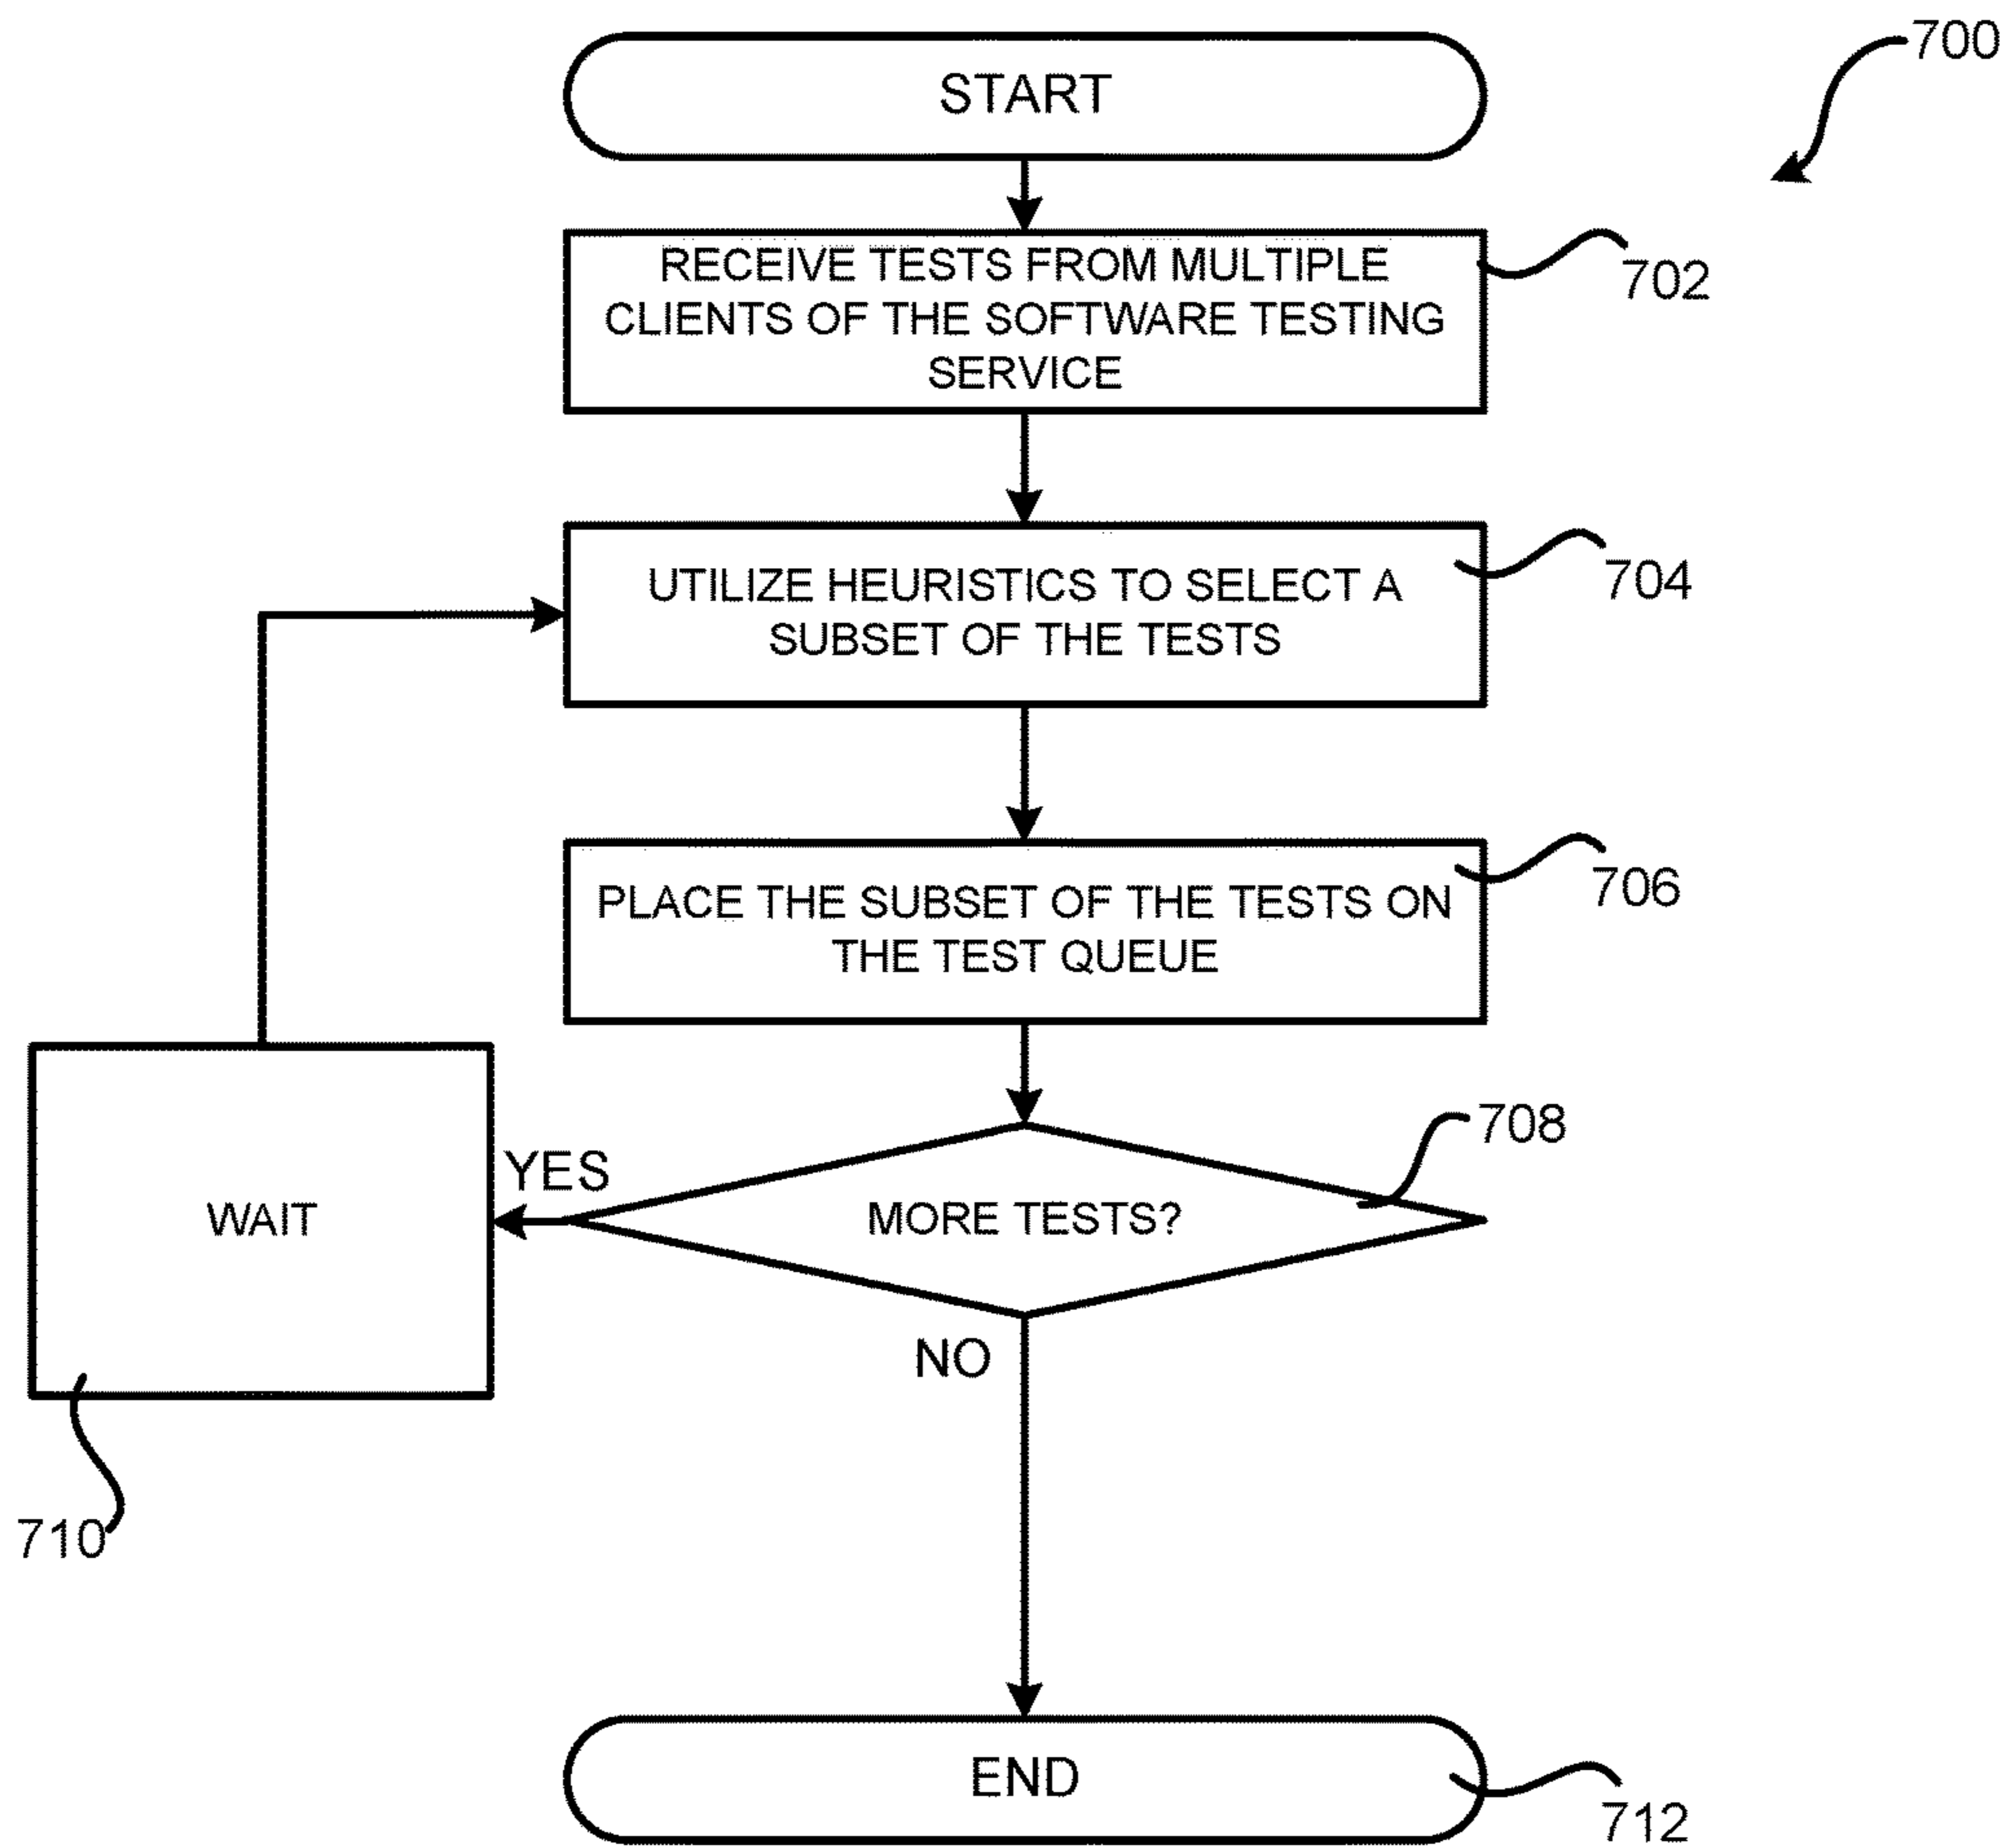 700
START
RECEIVE TESTS FROM MULTIPLE
CLIENTS OF THE SOFTWARE TESTING
SERVICE
702
UTILIZE HEURISTICS TO SELECT A
SUBSET OF THE TESTS
704
PLACE THE SUBSET OF THE TESTS ON
THE TEST QUEUE
706
708
MORE TESTS?
YES
WAIT
NO
710
END
712